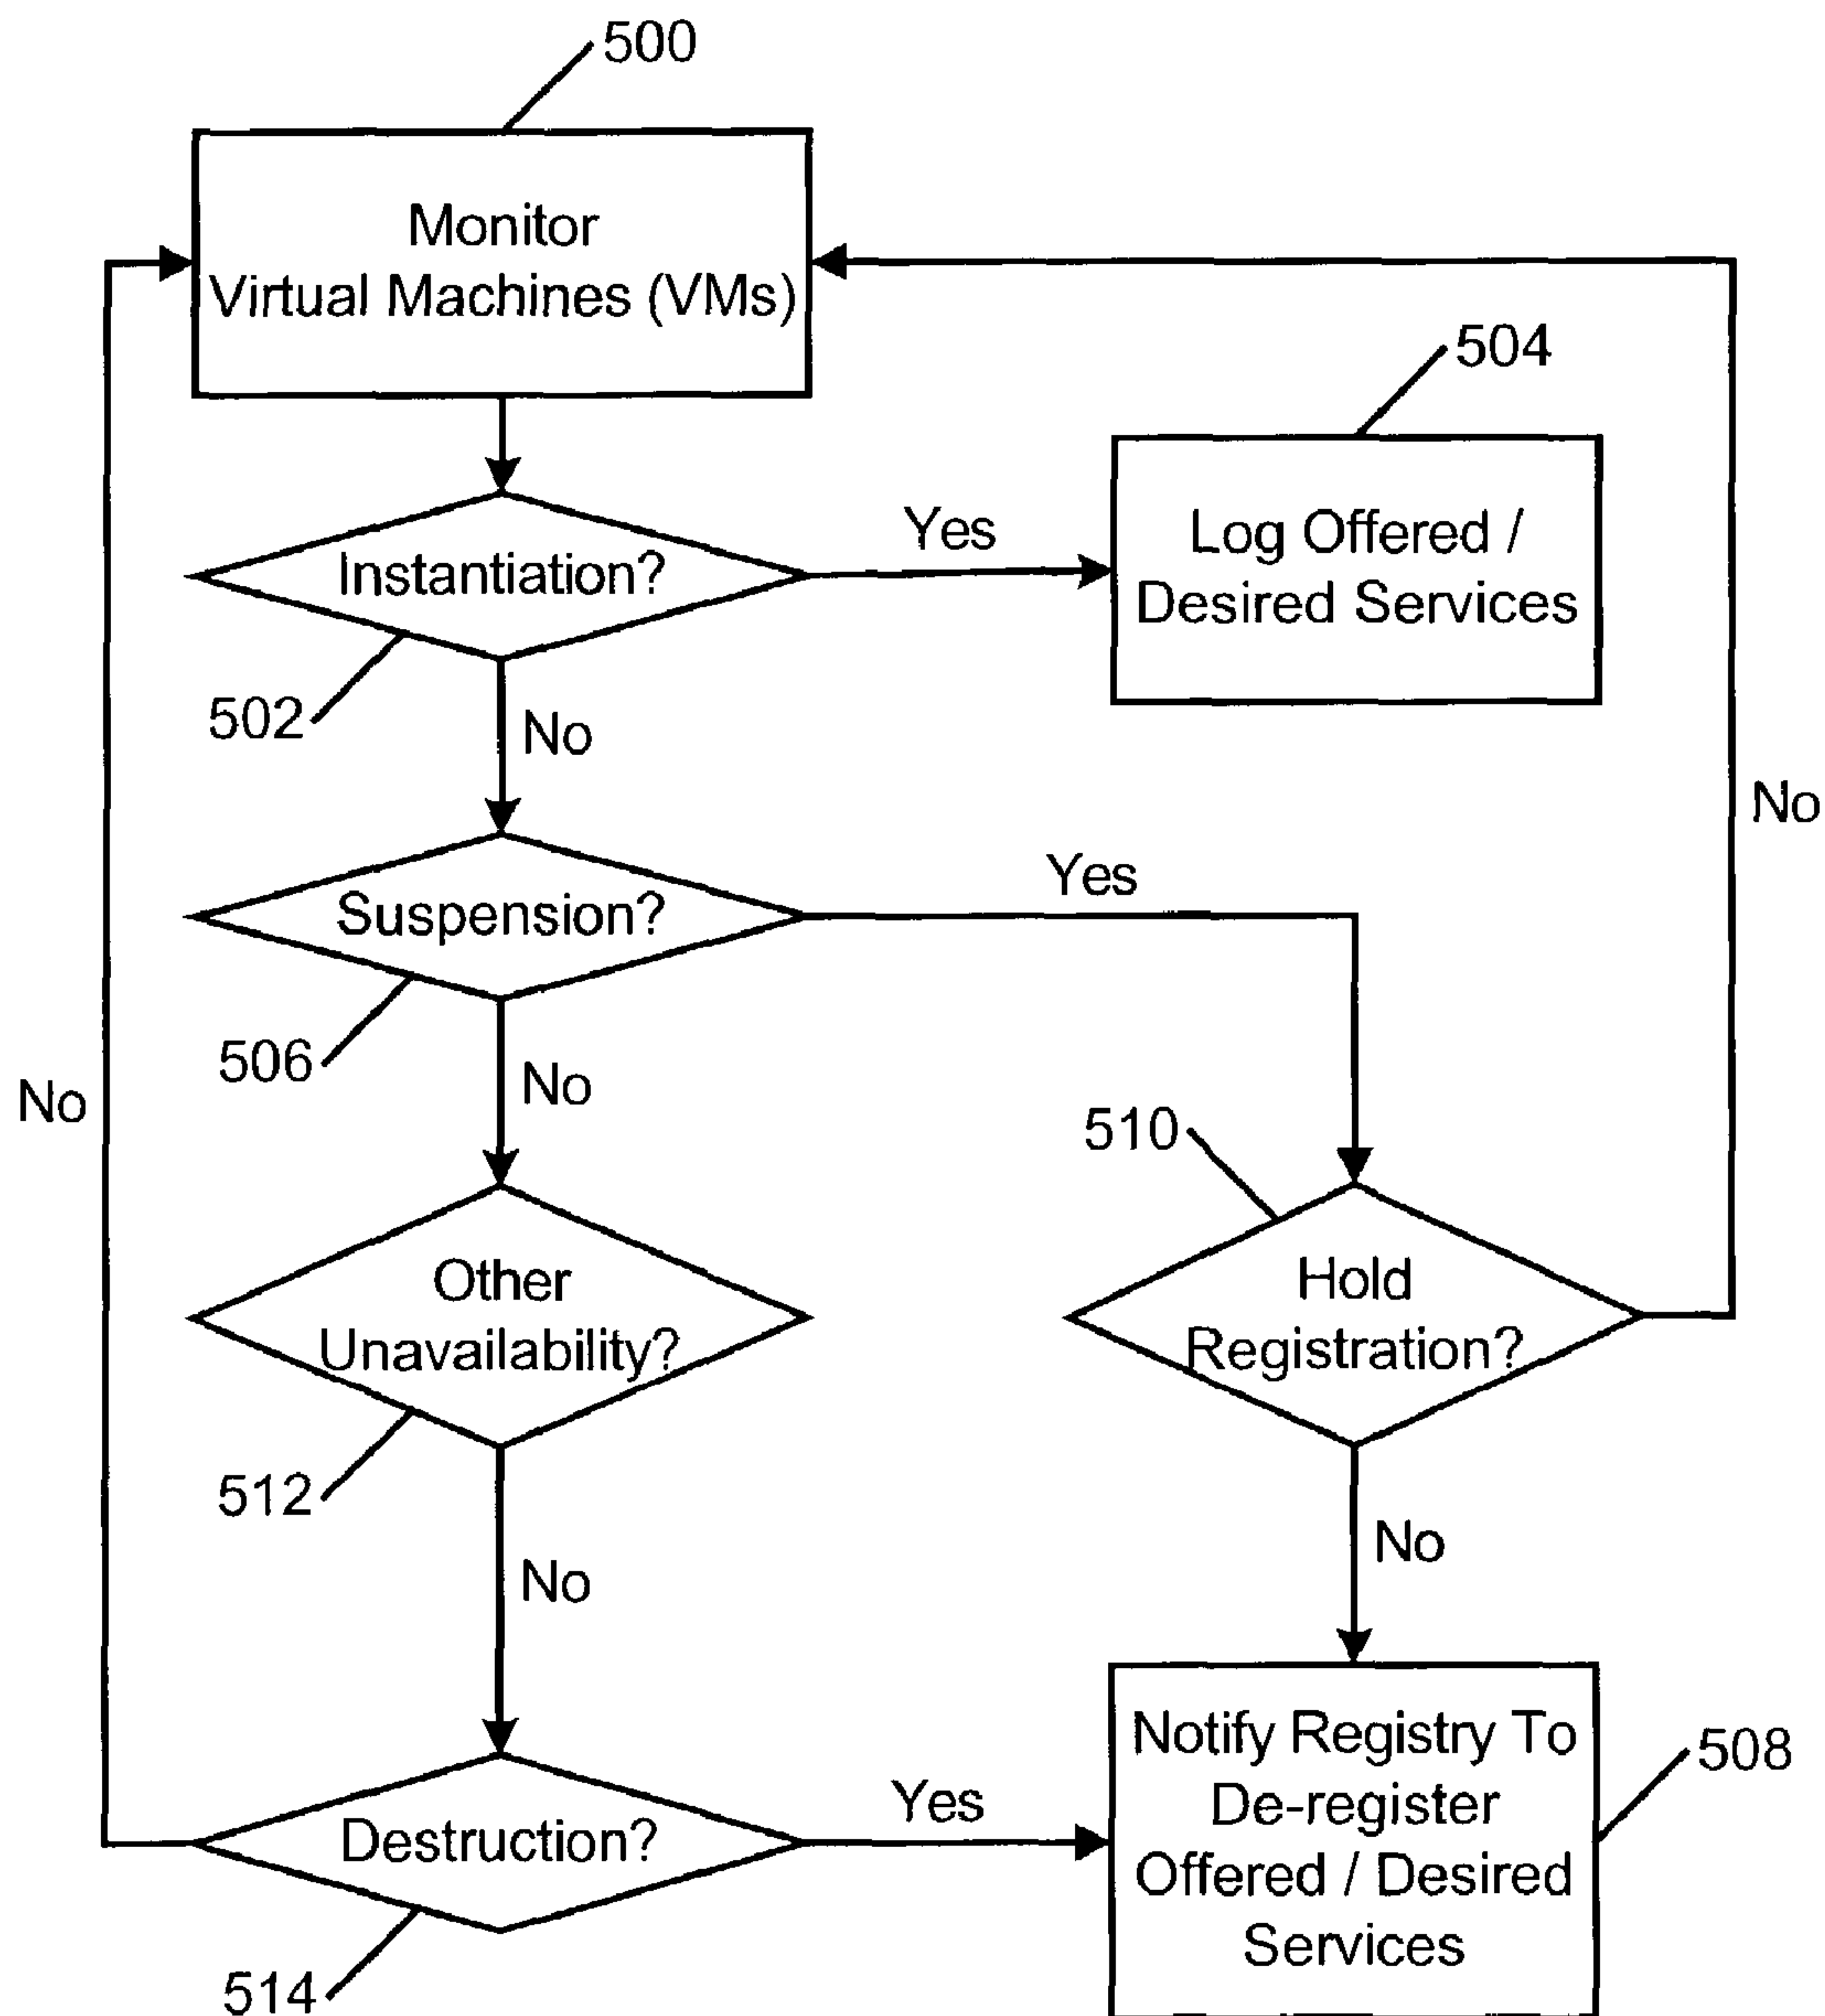 500
Monitor
Virtual Machines (VMs)
504
Log Offered /
Desired Services
Yes
Instantiation?
502
No
No
Yes
Suspension?
506
No
No
510
Other
Unavailability?
Hold
Registration?
512
No
No
Notify Registry To
De-register
Offered / Desired
Services
508
Yes
Destruction?
514